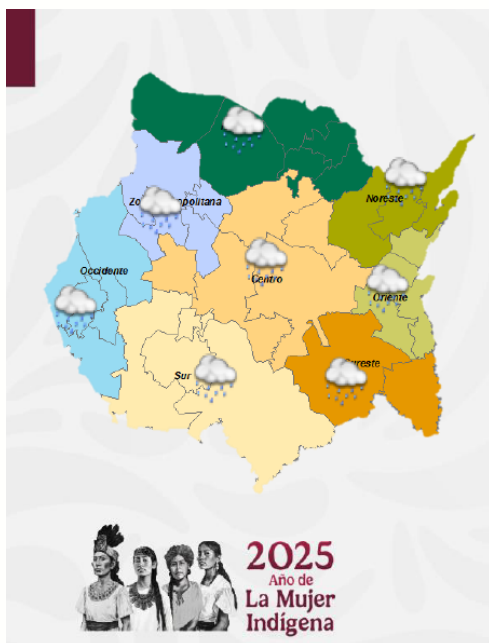 Noreste
Occidente
Centro
Oriente
Sur
2025
Año de
La Mujer
Indígena